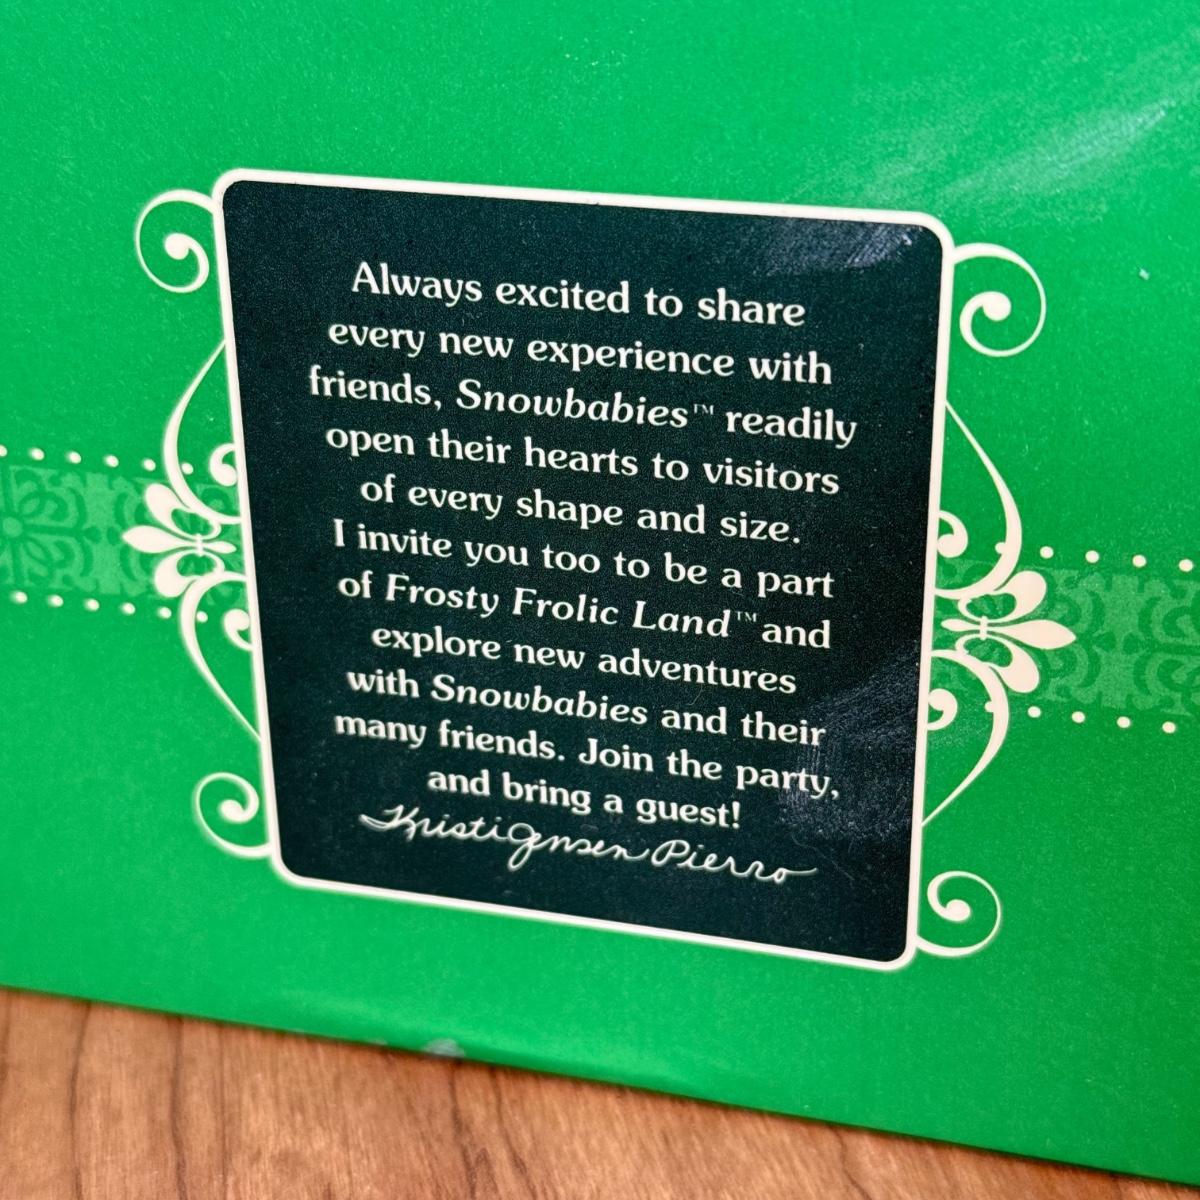 Always excited to share
every new experience with
friends, Snowbabies™ readily
open their hearts to visitors
of every shape and size.
I invite you too to be a part
of Frosty Frolic Land™ and
explore new adventures
with Snowbabies and their
many friends. Join the party,
and bring a guest!
Kristi Jensen Pierro